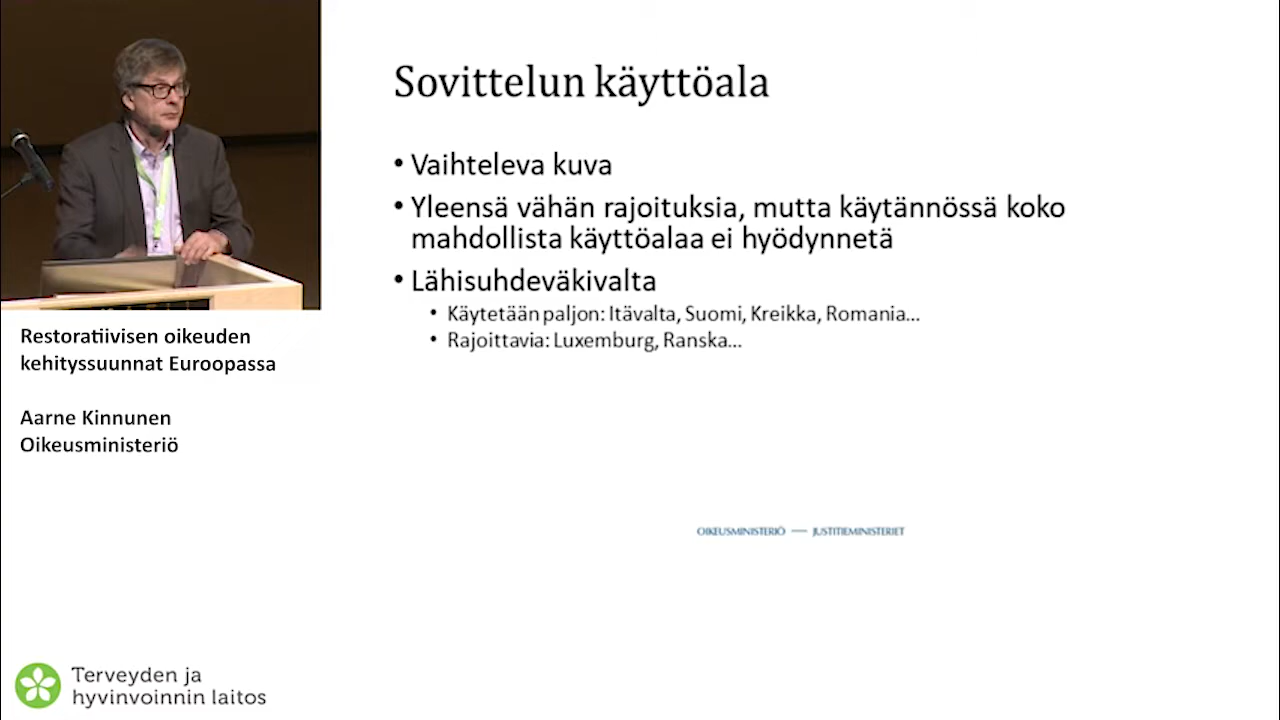 Sovittelun käyttöala
• Vaihteleva kuva
• Yleensä vähän rajoituksia, mutta käytännössä koko
mahdollista käyttöalaa ei hyödynnetä
• Lähisuhdeväkivalta
• Käytetään paljon: Itävalta, Suomi, Kreikka, Romania...
• Rajoittavia: Luxemburg, Ranska...
Restoratiivisen oikeuden
kehityssuunnat Euroopassa
Aarne Kinnunen
Oikeusministeriö
OIKEUSMINISTERIÖ — JUSTITIEMINISTERIET
Terveyden ja
hyvinvoinnin laitos